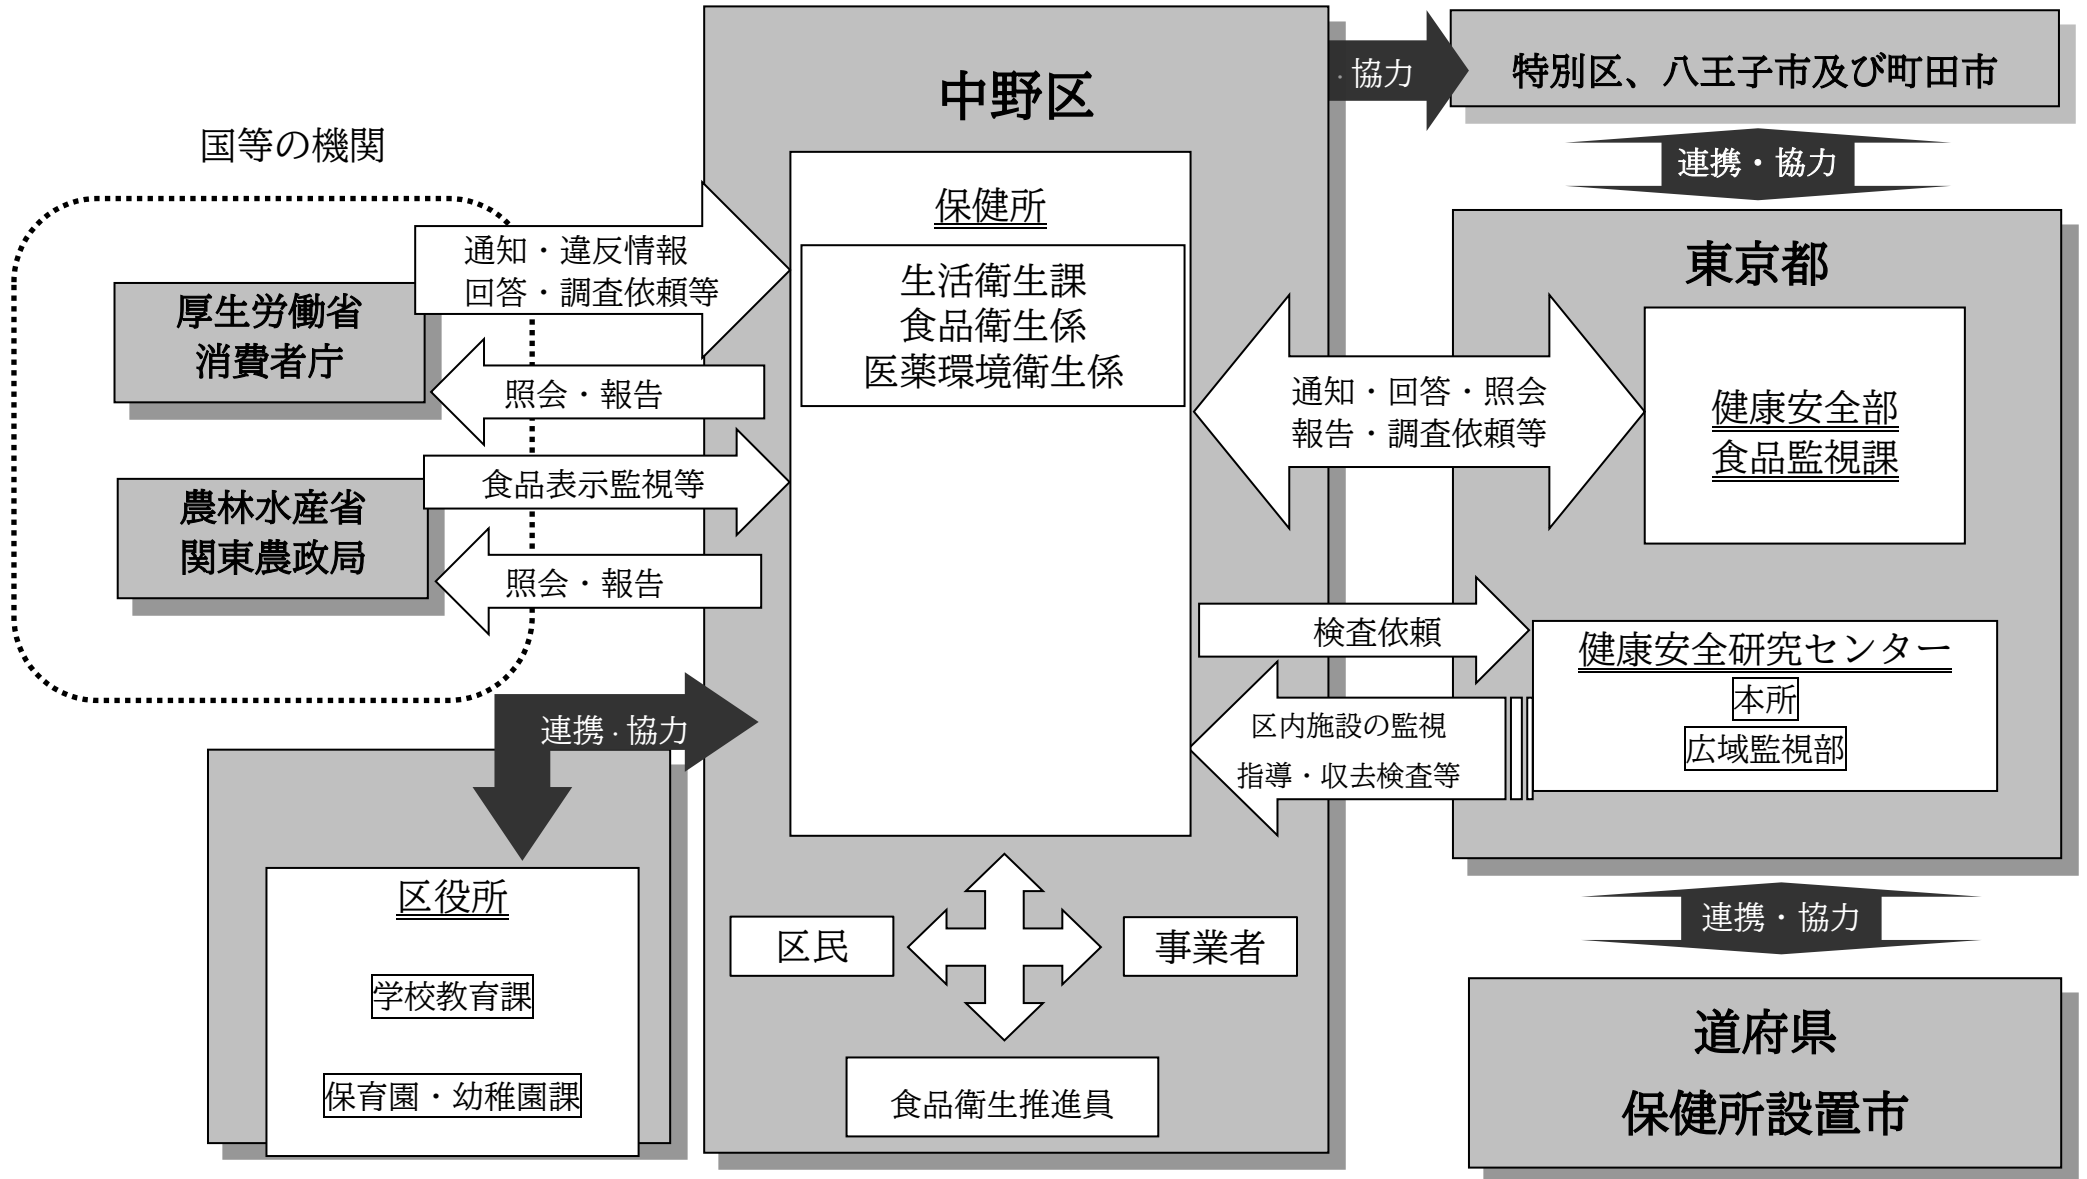 国等の機関
厚生労働省
消費者庁
農林水産省
関東農政局
通知・違反情報
回答・調査依頼等
照会・報告
食品表示監視等
照会・報告
連携・協力
区役所
学校教育課
保育園・幼稚園課
中野区
保健所
生活衛生課
食品衛生係
医薬環境衛生係
区民
事業者
食品衛生推進員
・協力
特別区、八王子市及び町田市
連携・協力
東京都
通知・回答・照会
報告・調査依頼等
健康安全部
食品監視課
検査依頼
区内施設の監視
指導・収去検査等
健康安全研究センター
本所
広域監視部
連携・協力
道府県
保健所設置市